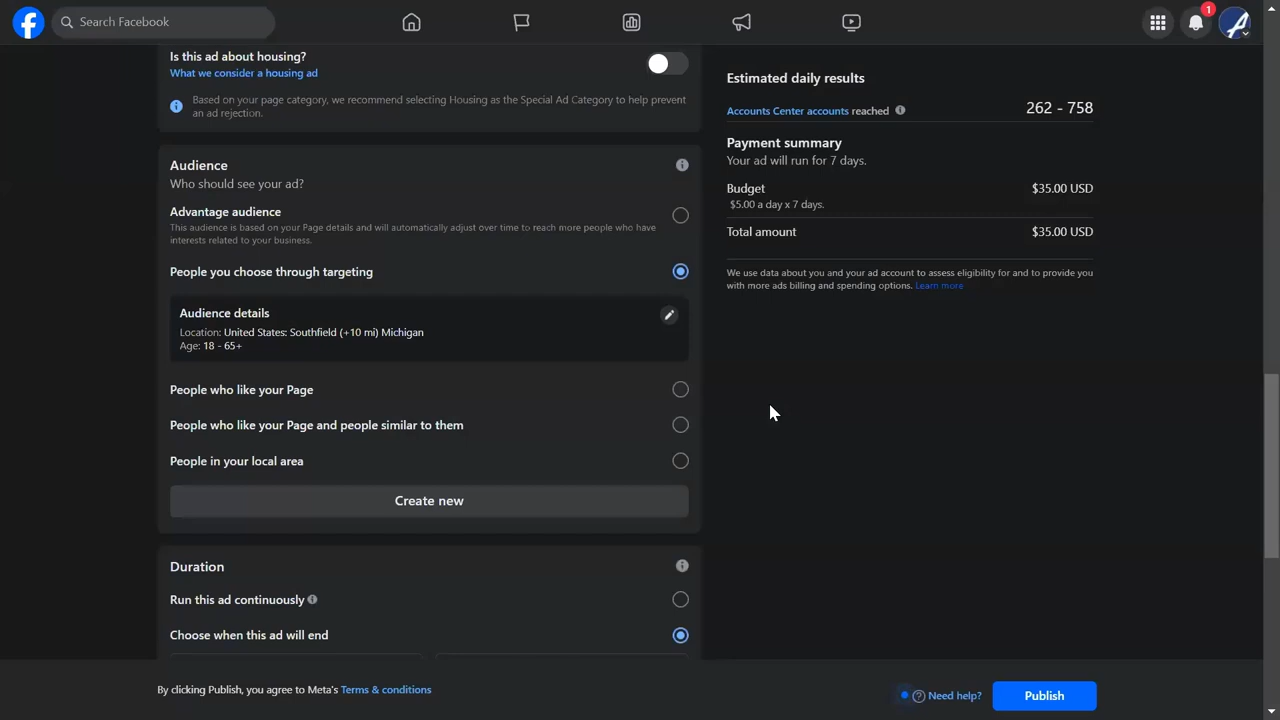 Search Facebook
1
Is this ad about housing?
What we consider a housing ad
Based on your page category, we recommend selecting Housing as the Special Ad Category to help prevent
an ad rejection.
Audience
Who should see your ad?
Advantage audience
This audience is based on your Page details and will automatically adjust over time to reach more people who have
interests related to your business.
People you choose through targeting
Audience details
Location: United States: Southfield (+10 mi) Michigan
Age: 18 - 65+
People who like your Page
People who like your Page and people similar to them
People in your local area
Create new
Duration
Run this ad continuously
Choose when this ad will end
Estimated daily results
Accounts Center accounts reached 262 - 758
Payment summary
Your ad will run for 7 days.
Budget $35.00 USD
$5.00 a day x 7 days.
Total amount $35.00 USD
We use data about you and your ad account to assess eligibility for and to provide you
with more ads billing and spending options. Learn more
By clicking Publish, you agree to Meta's Terms & conditions
Need help?
Publish